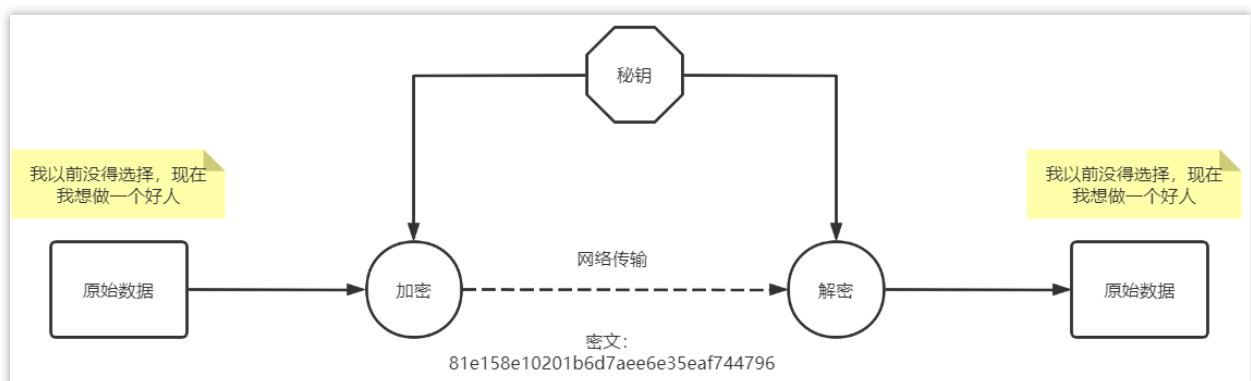 秘钥
我以前没得选择，现在
我想做一个好人
我以前没得选择，现在
我想做一个好人
原始数据
加密
网络传输
解密
原始数据
密文：
81e158e10201b6d7aee6e35eaf744796